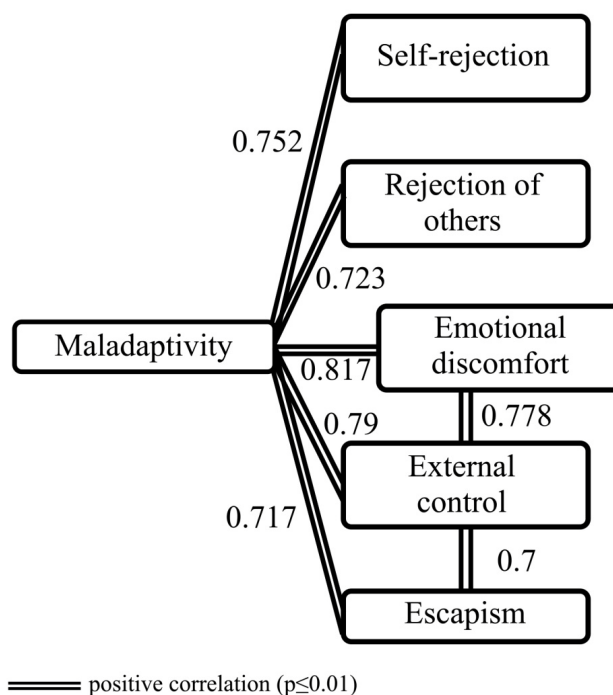 Self-rejection
0.752
Rejection of
others
0.723
Maladaptivity
Emotional
discomfort
0.817
0.778
0.79
External
control
0.717
0.7
Escapism
positive correlation (p≤0.01)